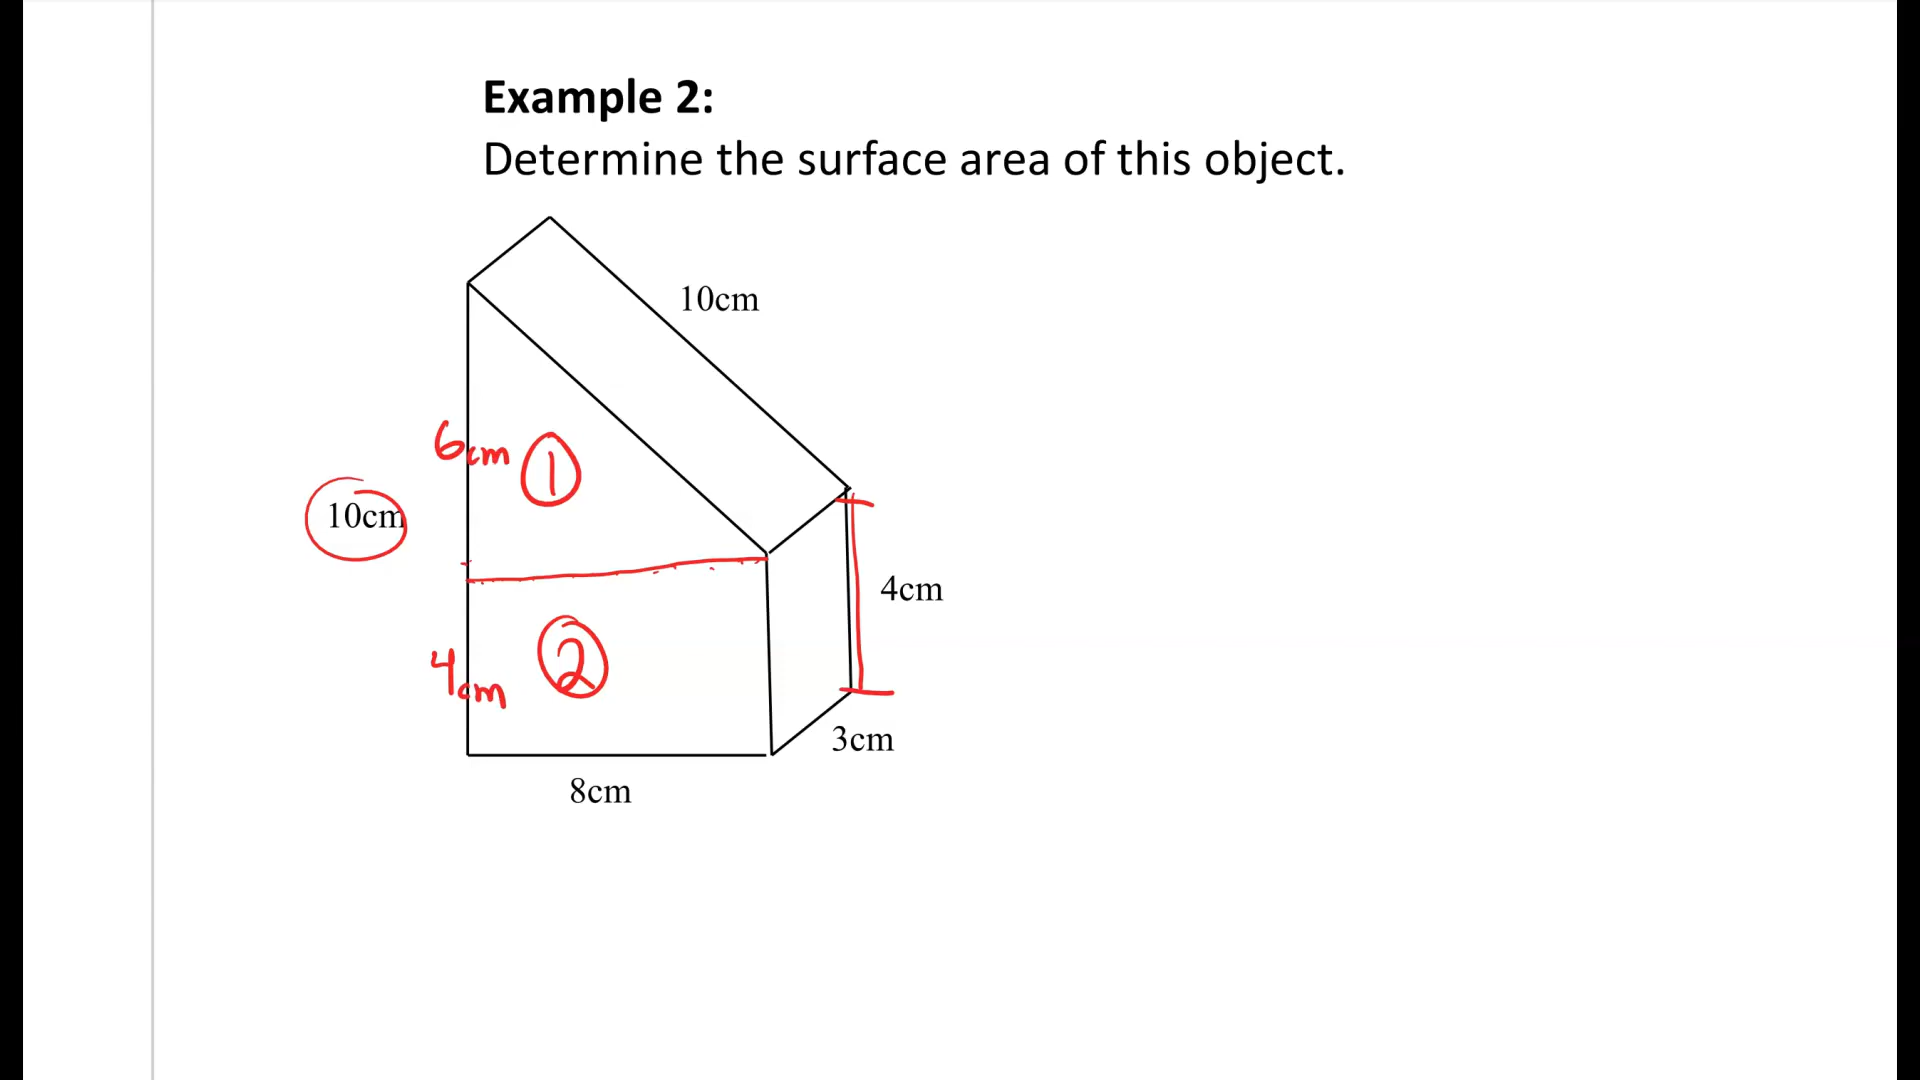 Example 2:
Determine the surface area of this object.
10cm
6cm
1
10cm
4cm
2
4cm
3cm
8cm